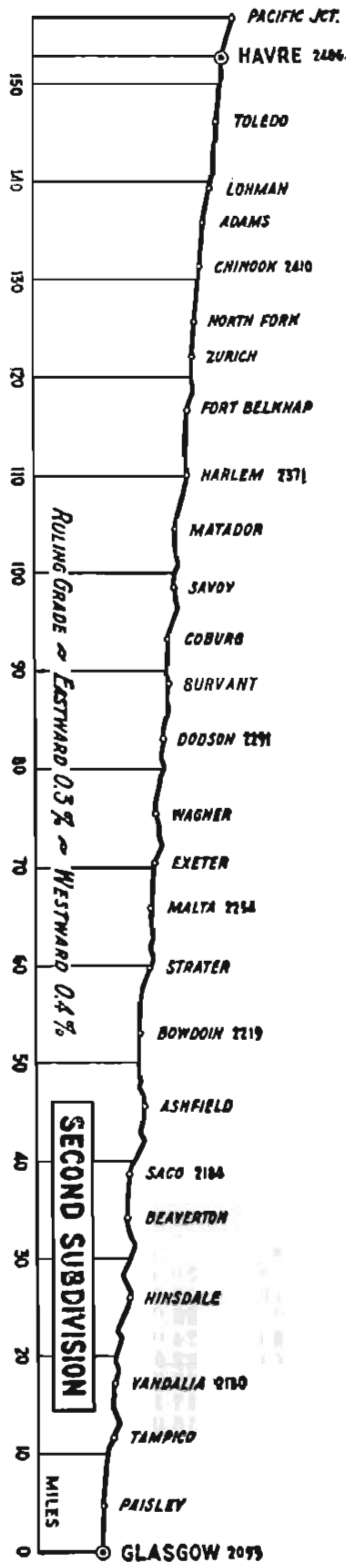 PACIFIC JCT.
HAVRE 2486
150
TOLEDO
140
LOHMAN
ADAMS
CHINOOK 2410
130
NORTH FORK
ZURICH
120
FORT BELKNAP
110
HARLEM 2371
MATADOR
100
SAVOY
COBURG
90
SURVANT
DODSON 2291
80
WAGNER
EXETER
70
MALTA 2254
60
STRATER
BOWDOIN 2219
50
ASHFIELD
40
SACO 2184
BEAVERTON
30
HINSDALE
20
VANDALIA 2130
TAMPICO
10
PAISLEY
0
GLASGOW 2093
RULING GRADE ~ EASTWARD 0.3% ~ WESTWARD 0.4%
SECOND SUBDIVISION
MILES